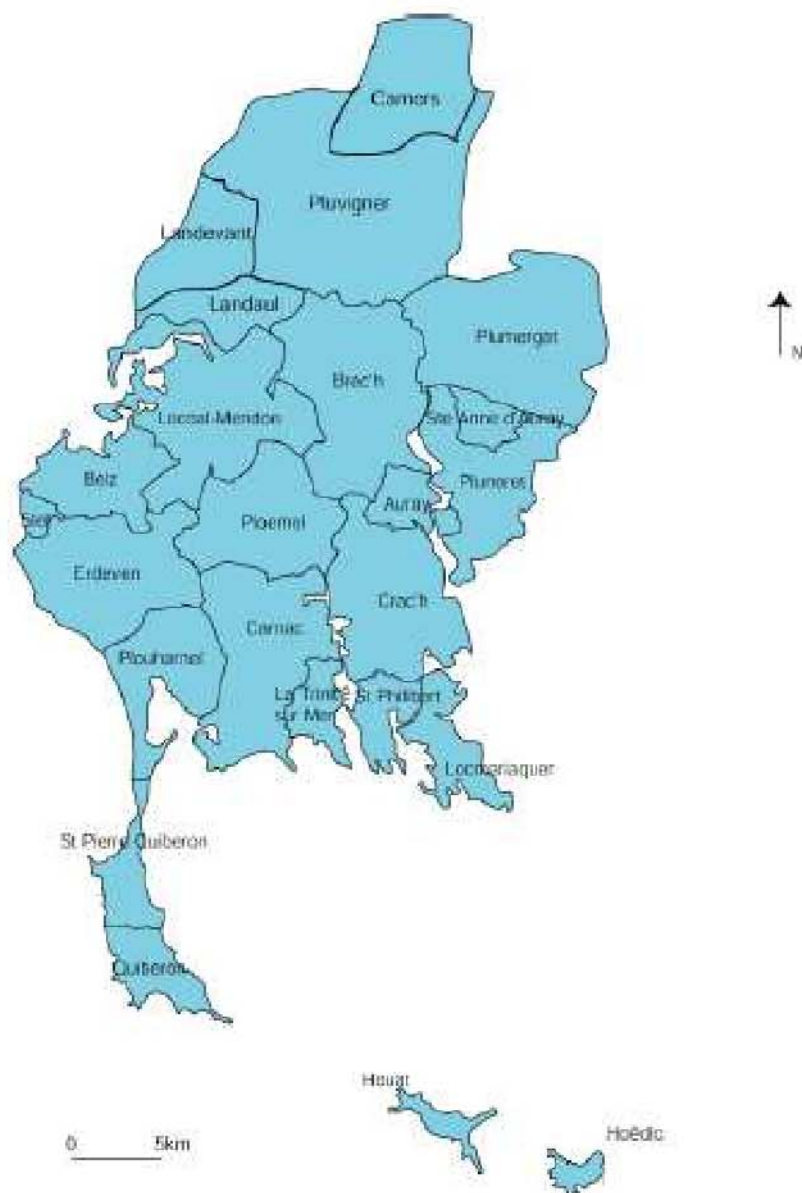 Camors
Pluvigner
Landevant
Landaul
Plumergat
N
Brac'h
Locoal-Mendon
Ste Anne d'Auray
Belz
Auray
Pluneret
Ploemel
Erdeven
Crac'h
Carnac
Plouharnel
La Trinité
sur Mer
St Philibert
Locmariaquer
St Pierre Quiberon
Quiberon
Houat
Hoëdic
0 5km